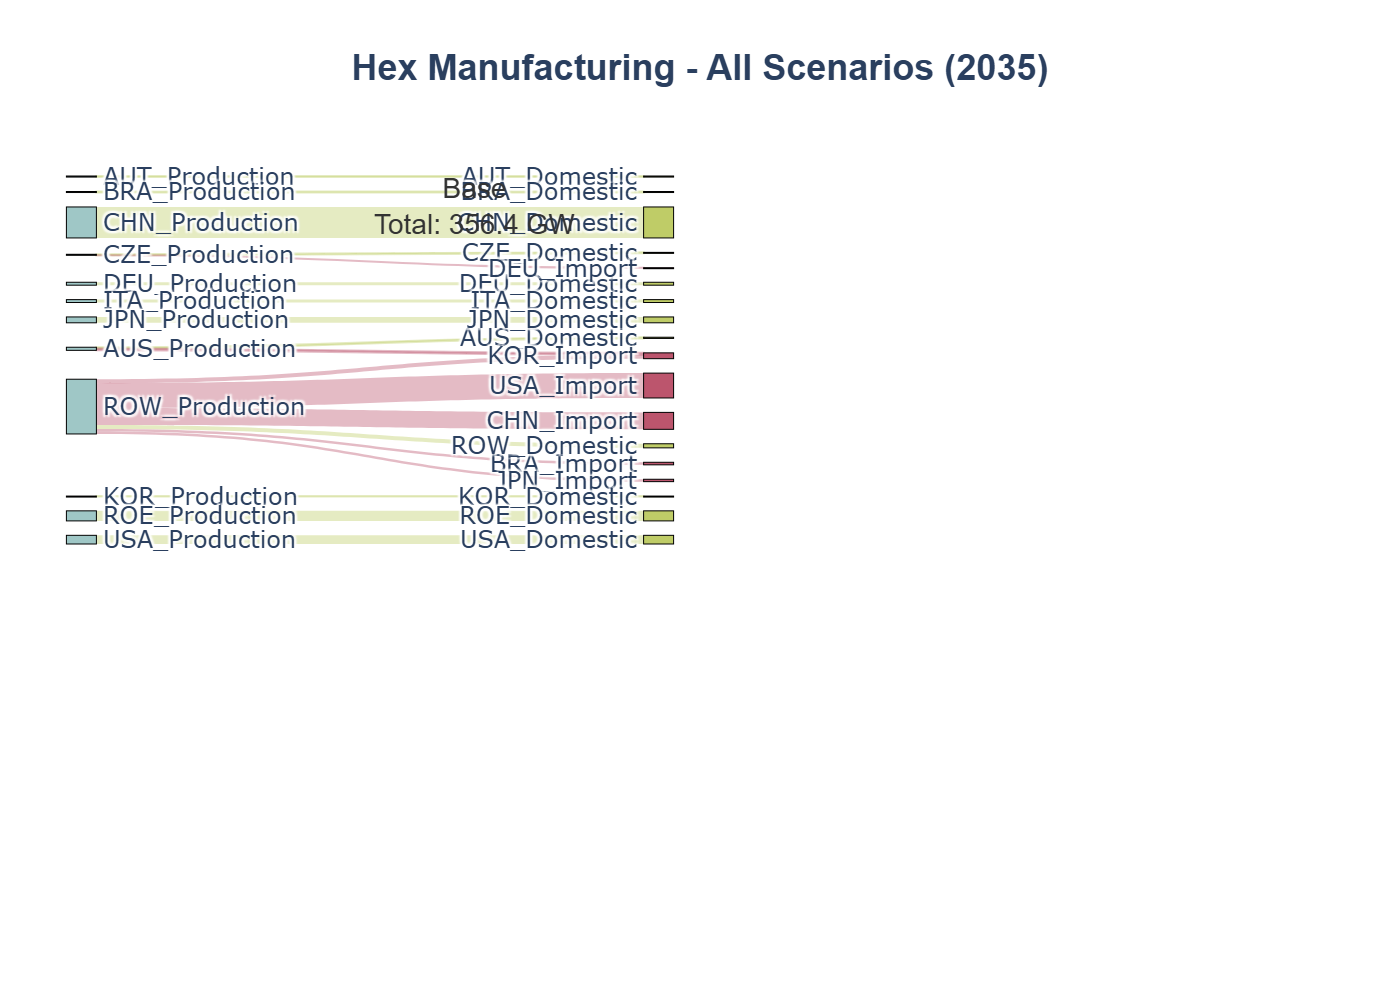 Hex Manufacturing - All Scenarios (2035)
AUT_Production AUT_Domestic
Base
BRA_Production BRA_Domestic
CHN_Production CHN_Domestic
Total: 356.4 GW
CZE_Production CZE_Domestic
DEU_Import
DEU_Production DEU_Domestic
ITA_Production ITA_Domestic
JPN_Production JPN_Domestic
AUS_Domestic
AUS_Production KOR_Import
USA_Import
ROW_Production
CHN_Import
ROW_Domestic
BRA_Import
JPN_Import
KOR_Production KOR_Domestic
ROE_Production ROE_Domestic
USA_Production USA_Domestic